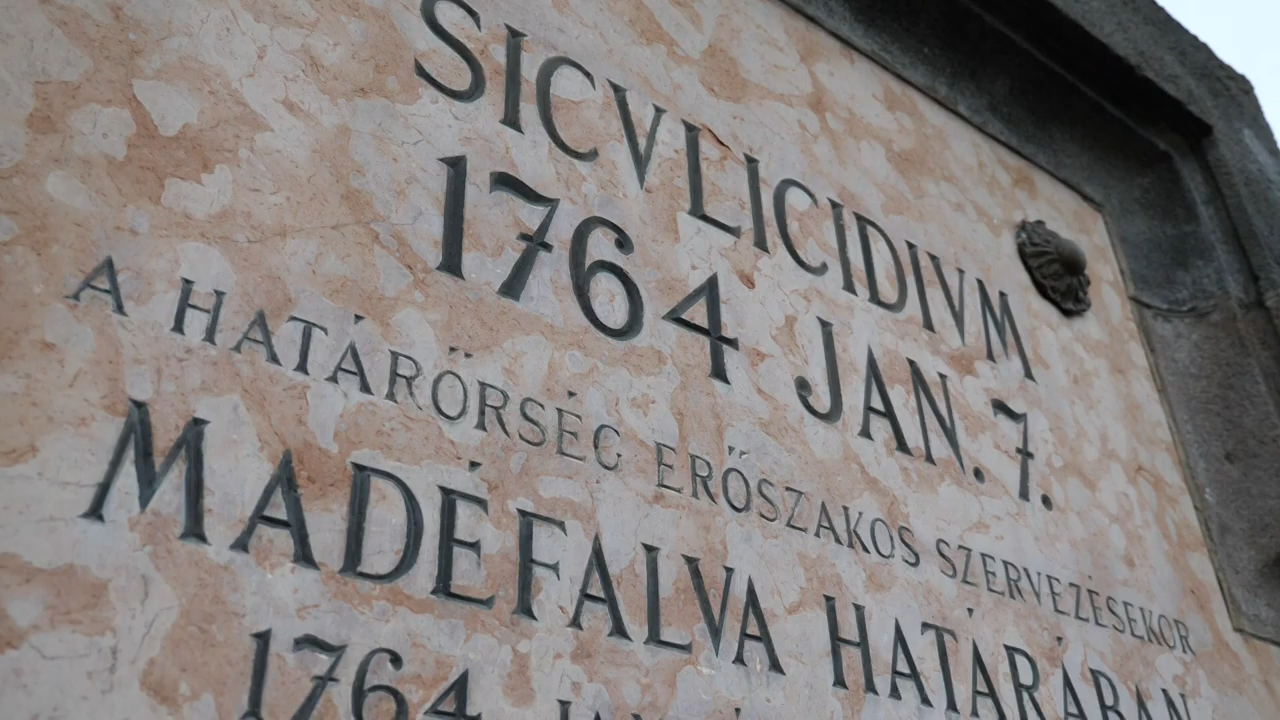 SICVLICIDIVM
1764 JAN. 7.
A HATÁRŐRSÉG ERŐSZAKOS SZERVEZÉSEKOR
MADÉFALVA HATÁRÁBAN
1764